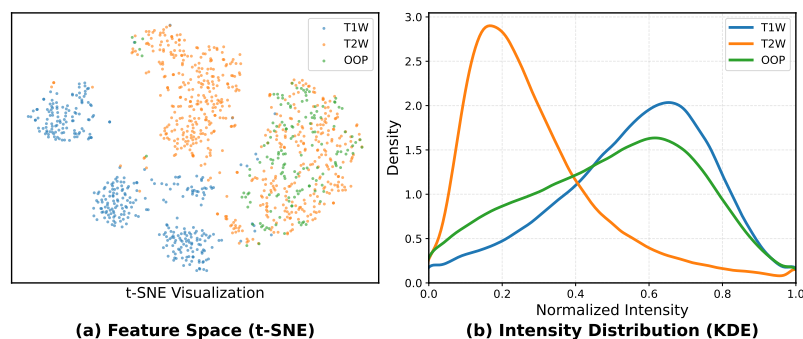 T1W
T2W
OOP
t-SNE Visualization
(a) Feature Space (t-SNE)
3.0
2.5
2.0
1.5
1.0
0.5
0.0
Density
T1W
T2W
OOP
0.0 0.2 0.4 0.6 0.8 1.0
Normalized Intensity
(b) Intensity Distribution (KDE)